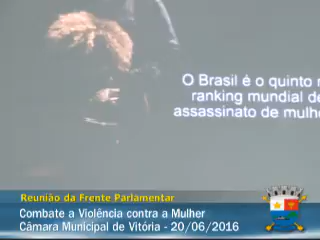 O Brasil é o quinto
ranking mundial de
assassinato de
Reunião da Frente Parlamentar
Combate a Violência contra a Mulher
Câmara Municipal de Vitória - 20/06/2016